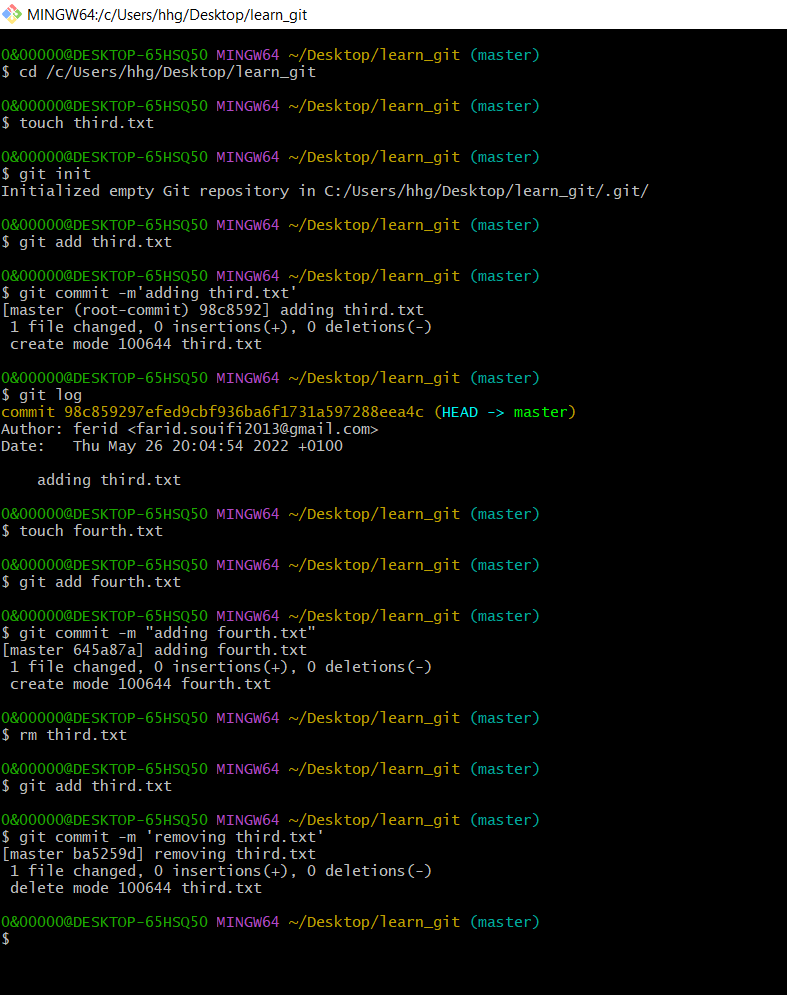 MINGW64:/c/Users/hhg/Desktop/learn_git
0&00000@DESKTOP-65HSQ50 MINGW64 ~/Desktop/learn_git (master)
$ cd /c/Users/hhg/Desktop/learn_git
0&00000@DESKTOP-65HSQ50 MINGW64 ~/Desktop/learn_git (master)
$ touch third.txt
0&00000@DESKTOP-65HSQ50 MINGW64 ~/Desktop/learn_git (master)
$ git init
Initialized empty Git repository in C:/Users/hhg/Desktop/learn_git/.git/
0&00000@DESKTOP-65HSQ50 MINGW64 ~/Desktop/learn_git (master)
$ git add third.txt
0&00000@DESKTOP-65HSQ50 MINGW64 ~/Desktop/learn_git (master)
$ git commit -m'adding third.txt'
[master (root-commit) 98c8592] adding third.txt
 1 file changed, 0 insertions(+), 0 deletions(-)
 create mode 100644 third.txt
0&00000@DESKTOP-65HSQ50 MINGW64 ~/Desktop/learn_git (master)
$ git log
commit 98c859297efed9cbf936ba6f1731a597288eea4c (HEAD -> master)
Author: ferid <farid.souifi2013@gmail.com>
Date:   Thu May 26 20:04:54 2022 +0100
    adding third.txt
0&00000@DESKTOP-65HSQ50 MINGW64 ~/Desktop/learn_git (master)
$ touch fourth.txt
0&00000@DESKTOP-65HSQ50 MINGW64 ~/Desktop/learn_git (master)
$ git add fourth.txt
0&00000@DESKTOP-65HSQ50 MINGW64 ~/Desktop/learn_git (master)
$ git commit -m "adding fourth.txt"
[master 645a87a] adding fourth.txt
 1 file changed, 0 insertions(+), 0 deletions(-)
 create mode 100644 fourth.txt
0&00000@DESKTOP-65HSQ50 MINGW64 ~/Desktop/learn_git (master)
$ rm third.txt
0&00000@DESKTOP-65HSQ50 MINGW64 ~/Desktop/learn_git (master)
$ git add third.txt
0&00000@DESKTOP-65HSQ50 MINGW64 ~/Desktop/learn_git (master)
$ git commit -m 'removing third.txt'
[master ba5259d] removing third.txt
 1 file changed, 0 insertions(+), 0 deletions(-)
 delete mode 100644 third.txt
0&00000@DESKTOP-65HSQ50 MINGW64 ~/Desktop/learn_git (master)
$